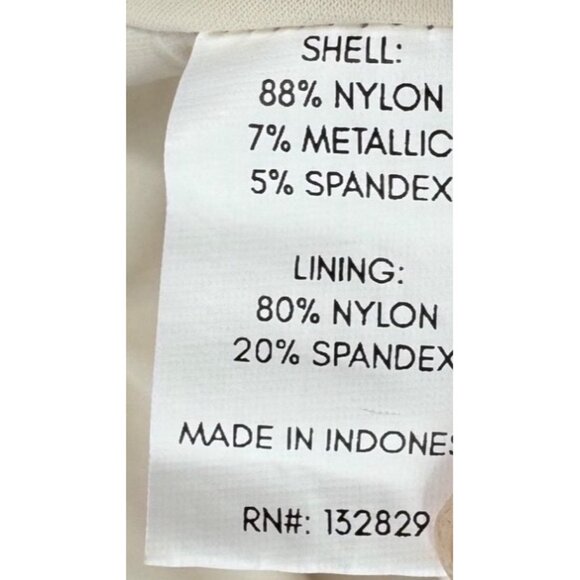 SHELL:
88% NYLON
7% METALLIC
5% SPANDEX
LINING:
80% NYLON
20% SPANDEX
MADE IN INDONES
RN#: 132829